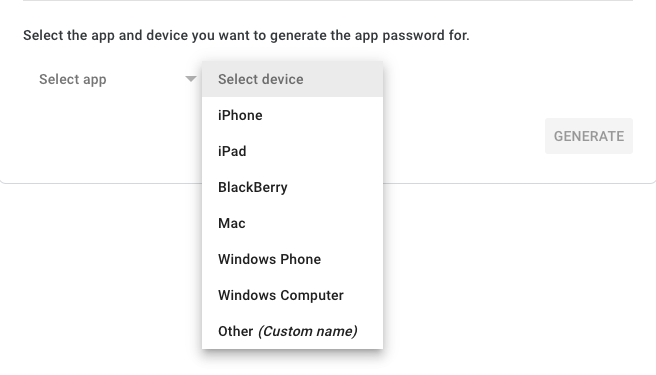 Select the app and device you want to generate the app password for.
Select app
Select device
iPhone
iPad
BlackBerry
GENERATE
Mac
Windows Phone
Windows Computer
Other (Custom name)